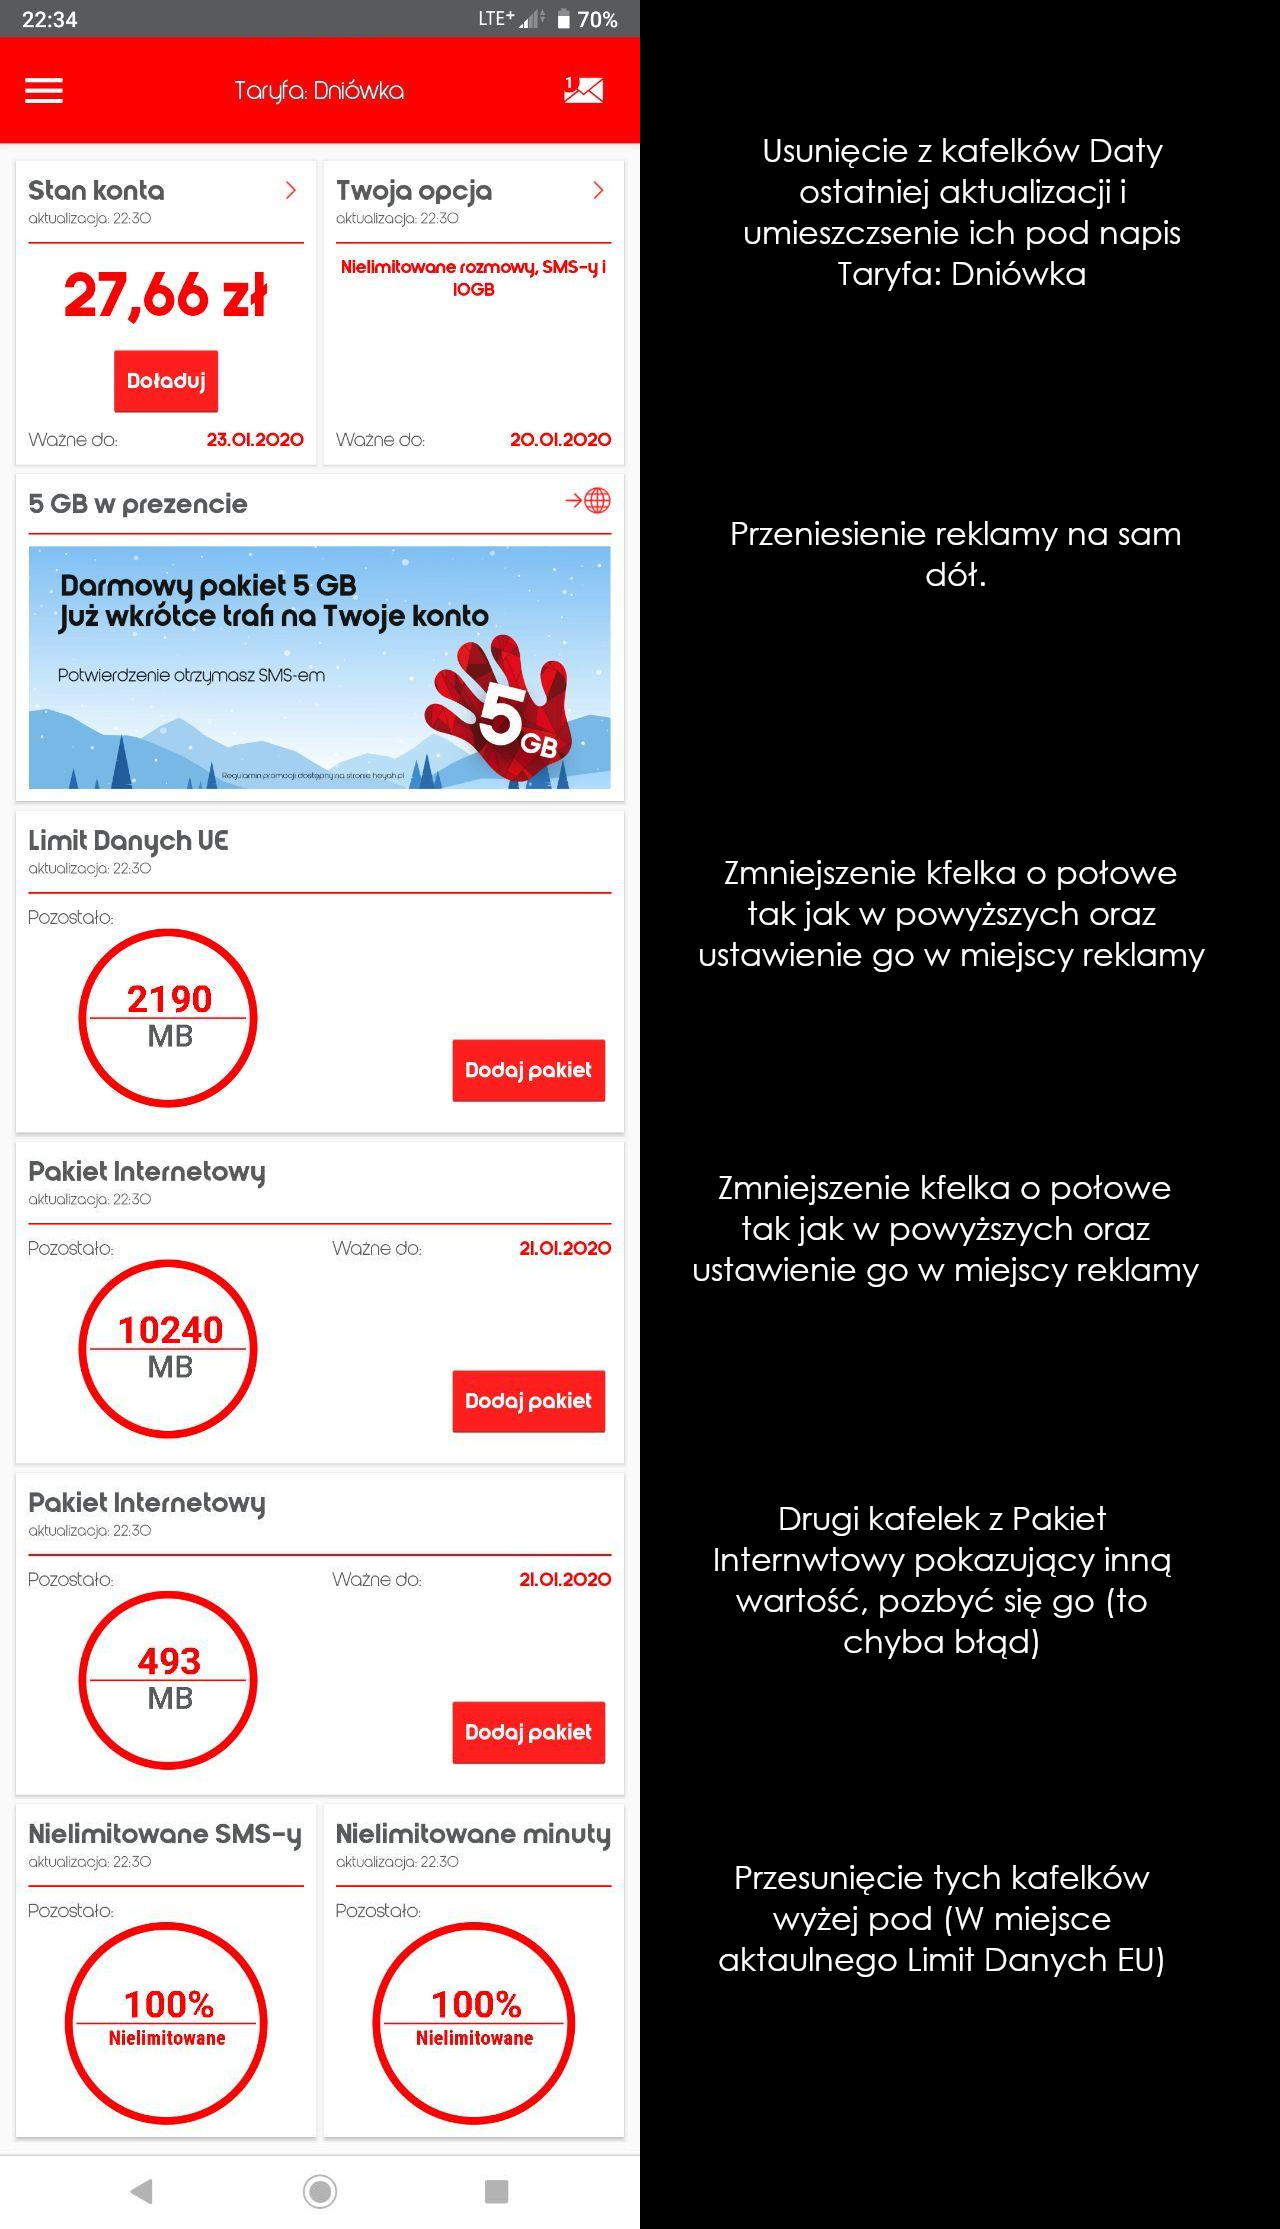 22:34
LTE+ 70%
Taryfa: Dniówka
1
Stan konta
aktualizacja: 22:30
27,66 zł
Doładuj
Ważne do: 23.01.2020
Twoja opcja
aktualizacja: 22:30
Nielimitowane rozmowy, SMS-y i
10GB
Ważne do: 20.01.2020
5 GB w prezencie
Darmowy pakiet 5 GB
Już wkrótce trafi na Twoje konto
Potwierdzenie otrzymasz SMS-em
5
GB
Regulamin promocji dostępny na stronie heyah.pl
Limit Danych UE
aktualizacja: 22:30
Pozostało:
2190
MB
Dodaj pakiet
Pakiet Internetowy
aktualizacja: 22:30
Pozostało:
Ważne do: 21.01.2020
10240
MB
Dodaj pakiet
Pakiet Internetowy
aktualizacja: 22:30
Pozostało:
Ważne do: 21.01.2020
493
MB
Dodaj pakiet
Nielimitowane SMS-y
aktualizacja: 22:30
Pozostało:
100%
Nielimitowane
Nielimitowane minuty
aktualizacja: 22:30
Pozostało:
100%
Nielimitowane
Usunięcie z kafelków Daty
ostatniej aktualizacji i
umieszczsenie ich pod napis
Taryfa: Dniówka
Przeniesienie reklamy na sam
dół.
Zmniejszenie kfelka o połowe
tak jak w powyższych oraz
ustawienie go w miejscy reklamy
Zmniejszenie kfelka o połowe
tak jak w powyższych oraz
ustawienie go w miejscy reklamy
Drugi kafelek z Pakiet
Internwtowy pokazujący inną
wartość, pozbyć się go (to
chyba błąd)
Przesunięcie tych kafelków
wyżej pod (W miejsce
aktaulnego Limit Danych EU)